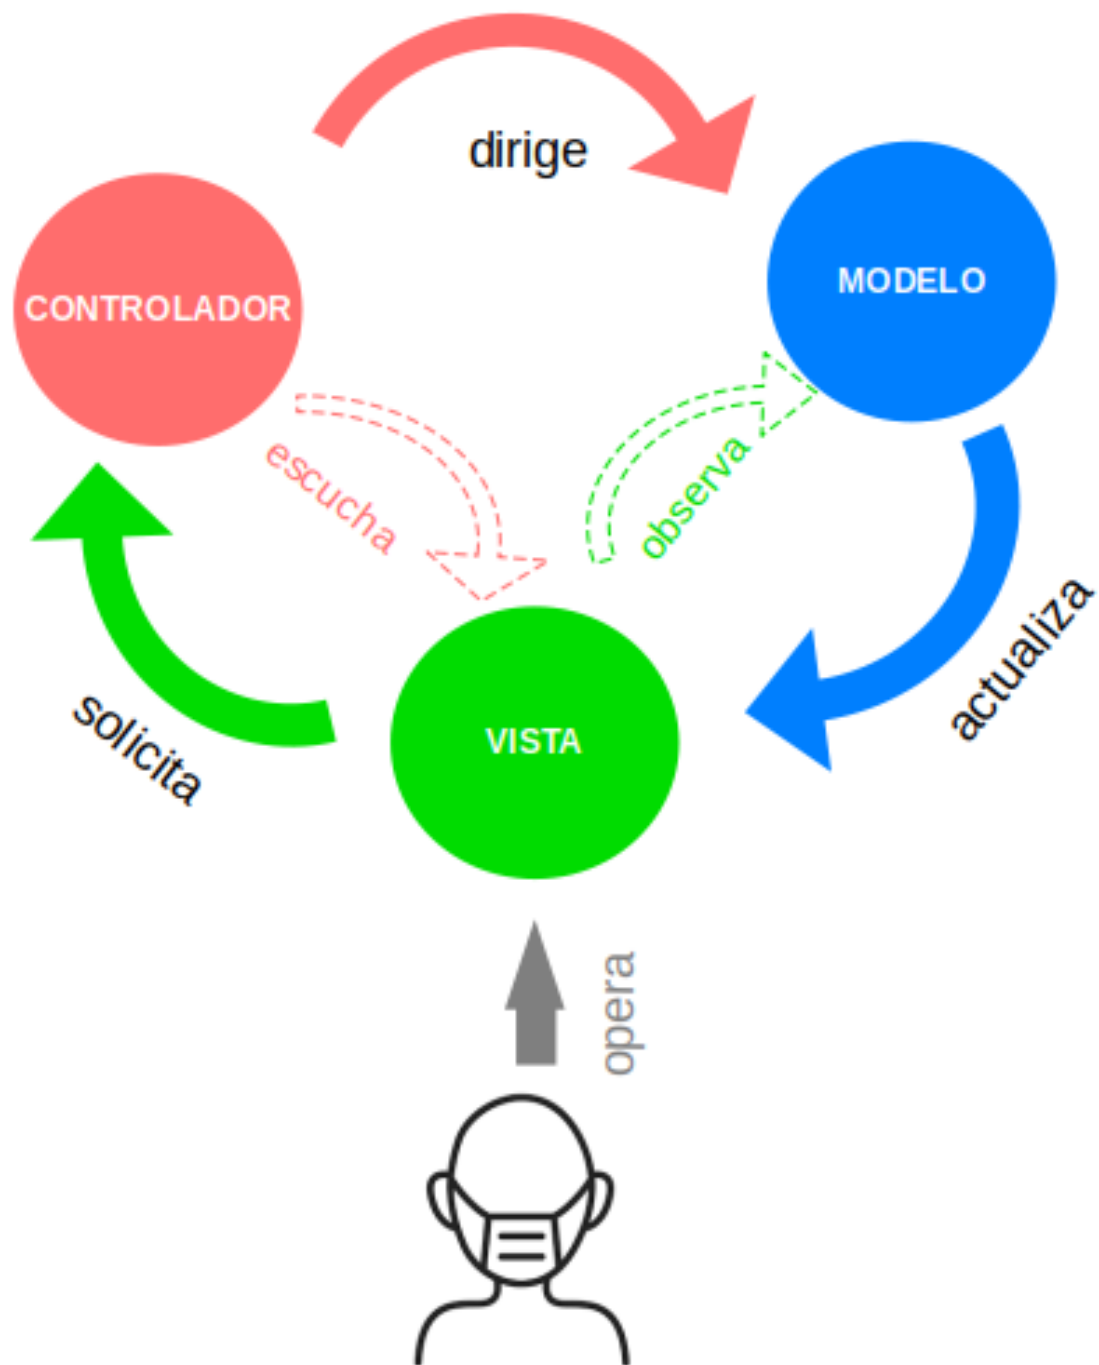 dirige
MODELO
CONTROLADOR
escucha
observa
actualiza
solicita
VISTA
opera